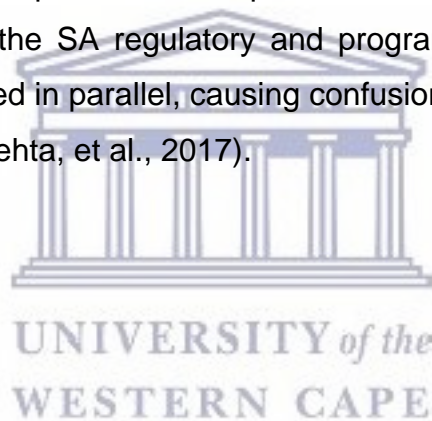 the SA regulatory and progra
ed in parallel, causing confusion
ehta, et al., 2017).
UNIVERSITY of the
WESTERN CAPE